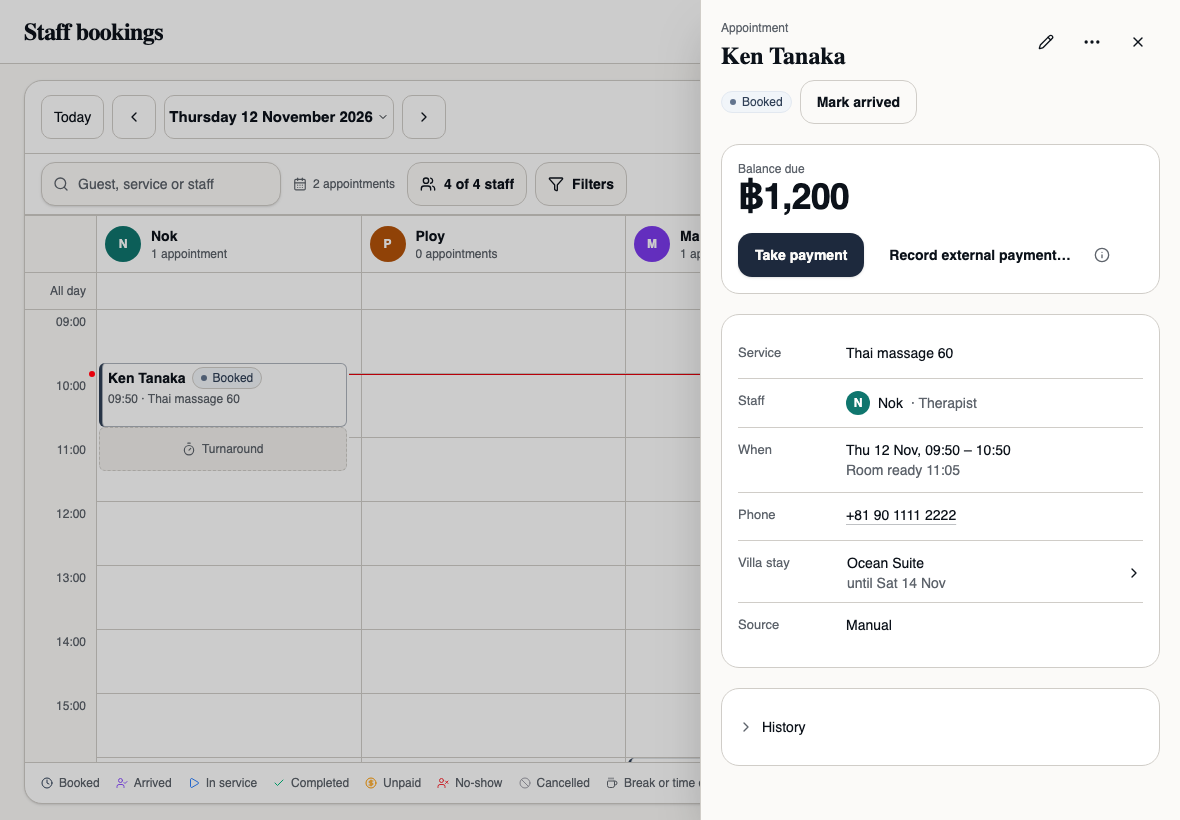 Staff bookings
Today
Thursday 12 November 2026
Guest, service or staff
2 appointments
4 of 4 staff
Filters
N
Nok
1 appointment
P
Ploy
0 appointments
M
All day
09:00
10:00
11:00
12:00
13:00
14:00
15:00
Ken Tanaka
Booked
09:50 · Thai massage 60
Turnaround
Booked
Arrived
In service
Completed
Unpaid
No-show
Cancelled
Break or time
Appointment
Ken Tanaka
Booked
Mark arrived
Balance due
฿1,200
Take payment
Record external payment…
Service
Thai massage 60
Staff
N
Nok · Therapist
When
Thu 12 Nov, 09:50 – 10:50
Room ready 11:05
Phone
+81 90 1111 2222
Villa stay
Ocean Suite
until Sat 14 Nov
Source
Manual
History